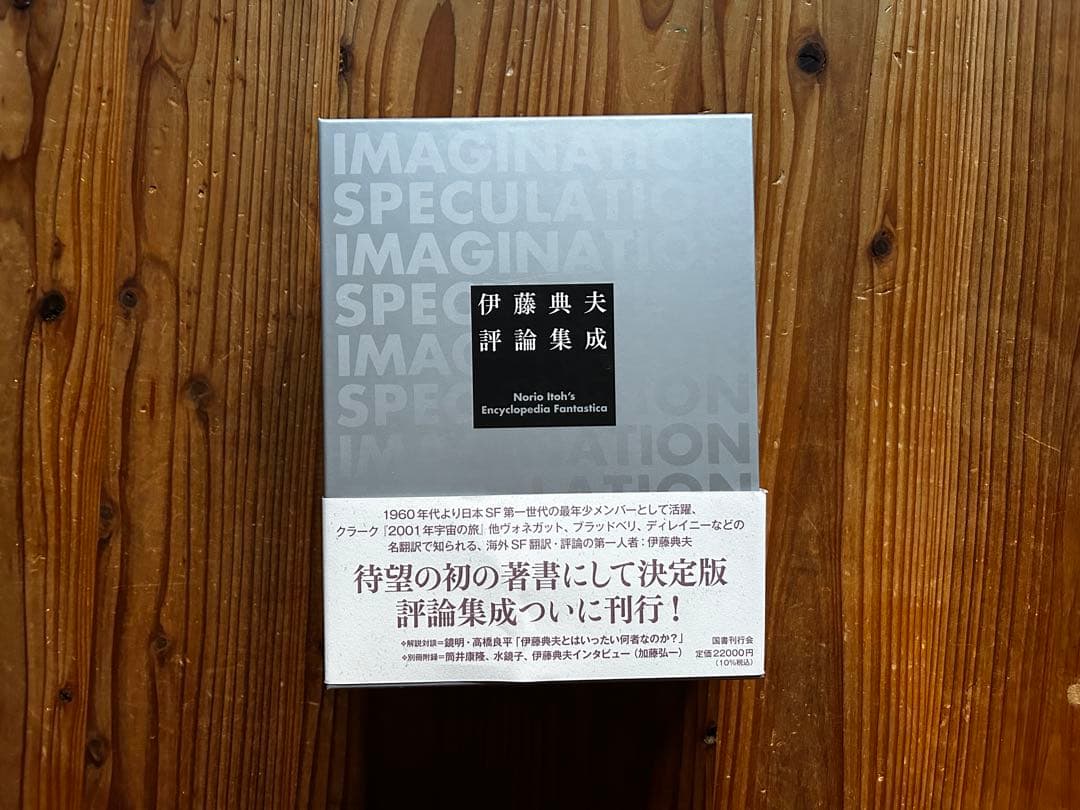 IMAGINATION
SPECULATION
IMAGINATION
SPEC
IMAG
SPECULATION
IMAGINATION
伊藤典夫
評論集成
Norio Itoh's
Encyclopedia Fantastica
1960年代より日本SF第一世代の最年少メンバーとして活躍、
クラーク『2001年宇宙の旅』他ヴォネガット、ブラッドベリ、ディレイニーなどの
名翻訳で知られる、海外SF翻訳・評論の第一人者：伊藤典夫
待望の初の著書にして決定版
評論集成ついに刊行！
❖解説対談＝鏡明・高橋良平「伊藤典夫とはいったい何者なのか？」
❖別冊附録＝筒井康隆、水鏡子、伊藤典夫インタビュー（加藤弘一）
国書刊行会
定価22000円
（10%税込）